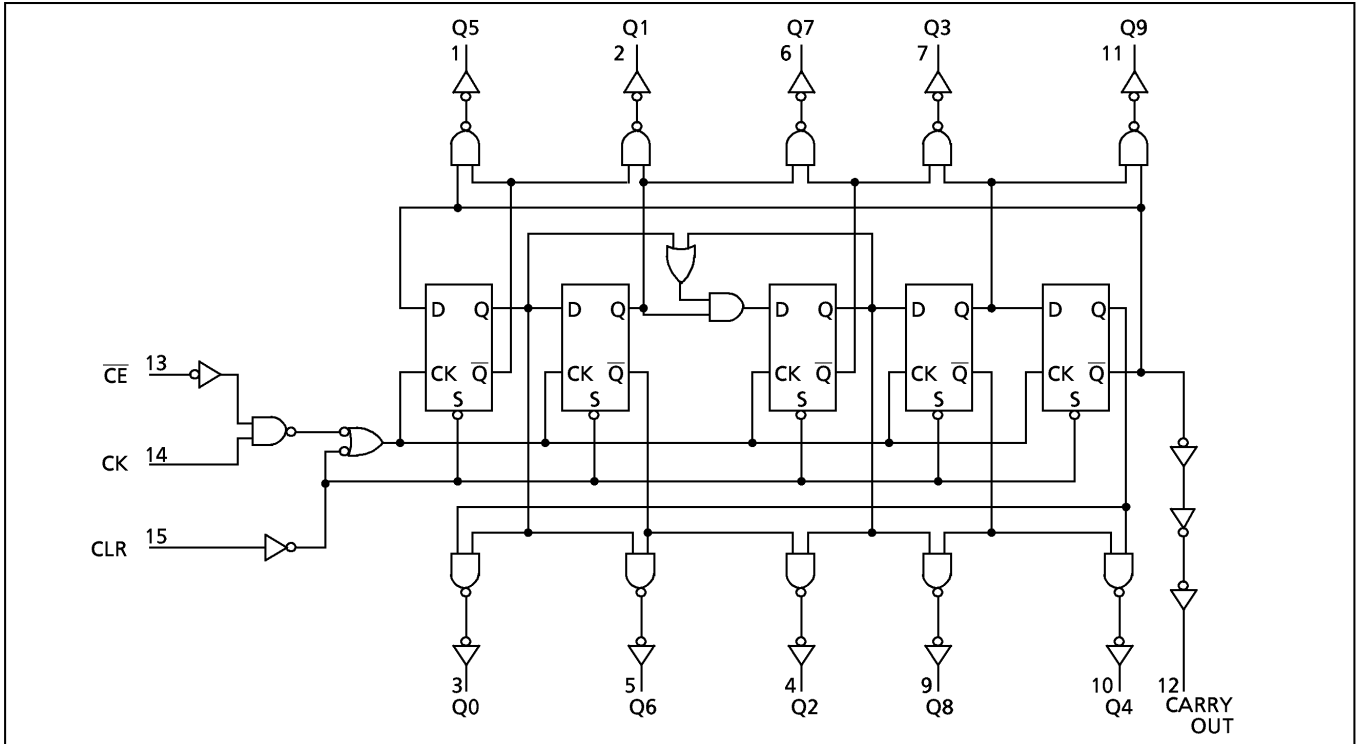 Q5 Q1 Q7 Q3 Q9
1 2 6 7 11
D Q D Q D Q D Q D Q
CE̅ 13
CK Q̅ CK Q̅ CK Q̅ CK Q̅ CK Q̅
S S S S S
CK 14
CLR 15
3 5 4 9 10 12
Q0 Q6 Q2 Q8 Q4 CARRY
OUT